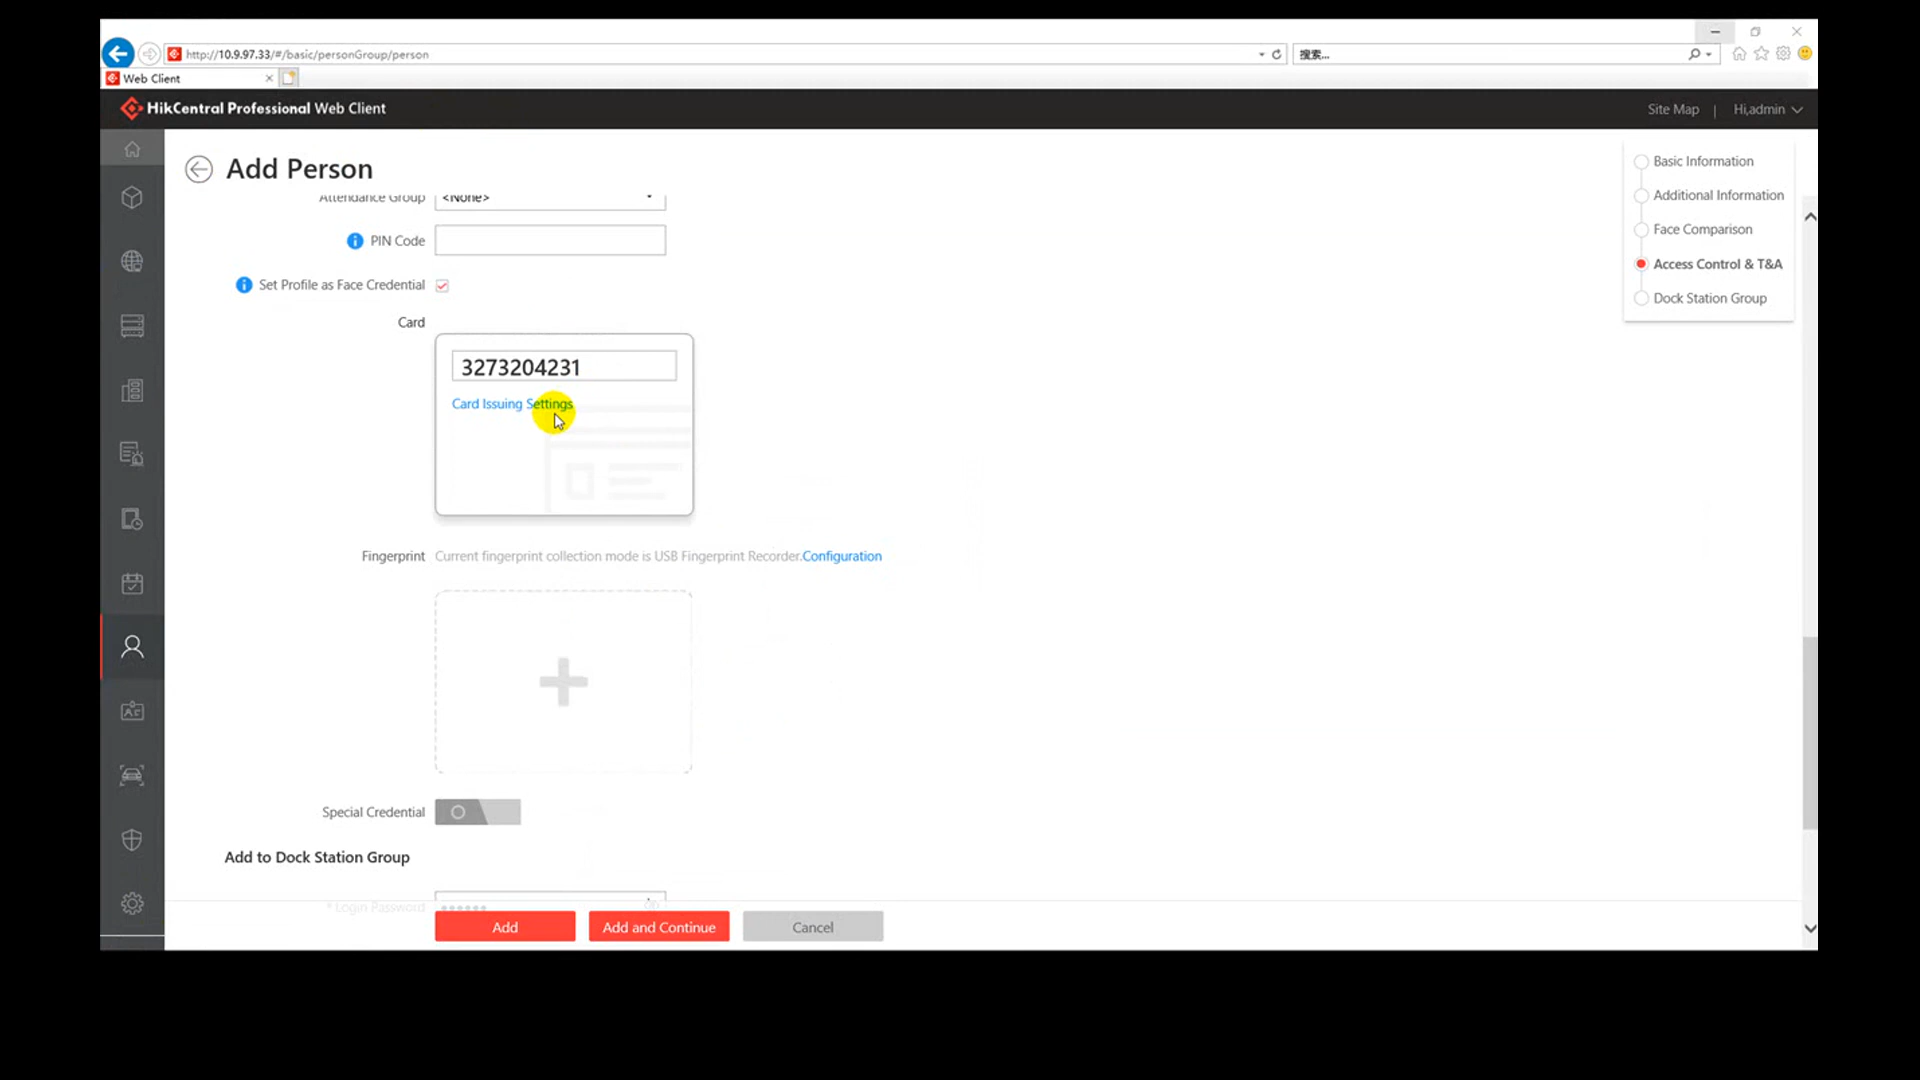 http://10.9.97.33/#/basic/personGroup/person
搜索...
Web Client
HikCentral Professional Web Client
Site Map | Hi,admin
Add Person
Basic Information
Additional Information
Face Comparison
Access Control & T&A
Dock Station Group
Attendance Group <None>
PIN Code
Set Profile as Face Credential
Card
3273204231
Card Issuing Settings
Fingerprint Current fingerprint collection mode is USB Fingerprint Recorder.Configuration
Special Credential
Add to Dock Station Group
* Login Password ••••••
Add Add and Continue Cancel